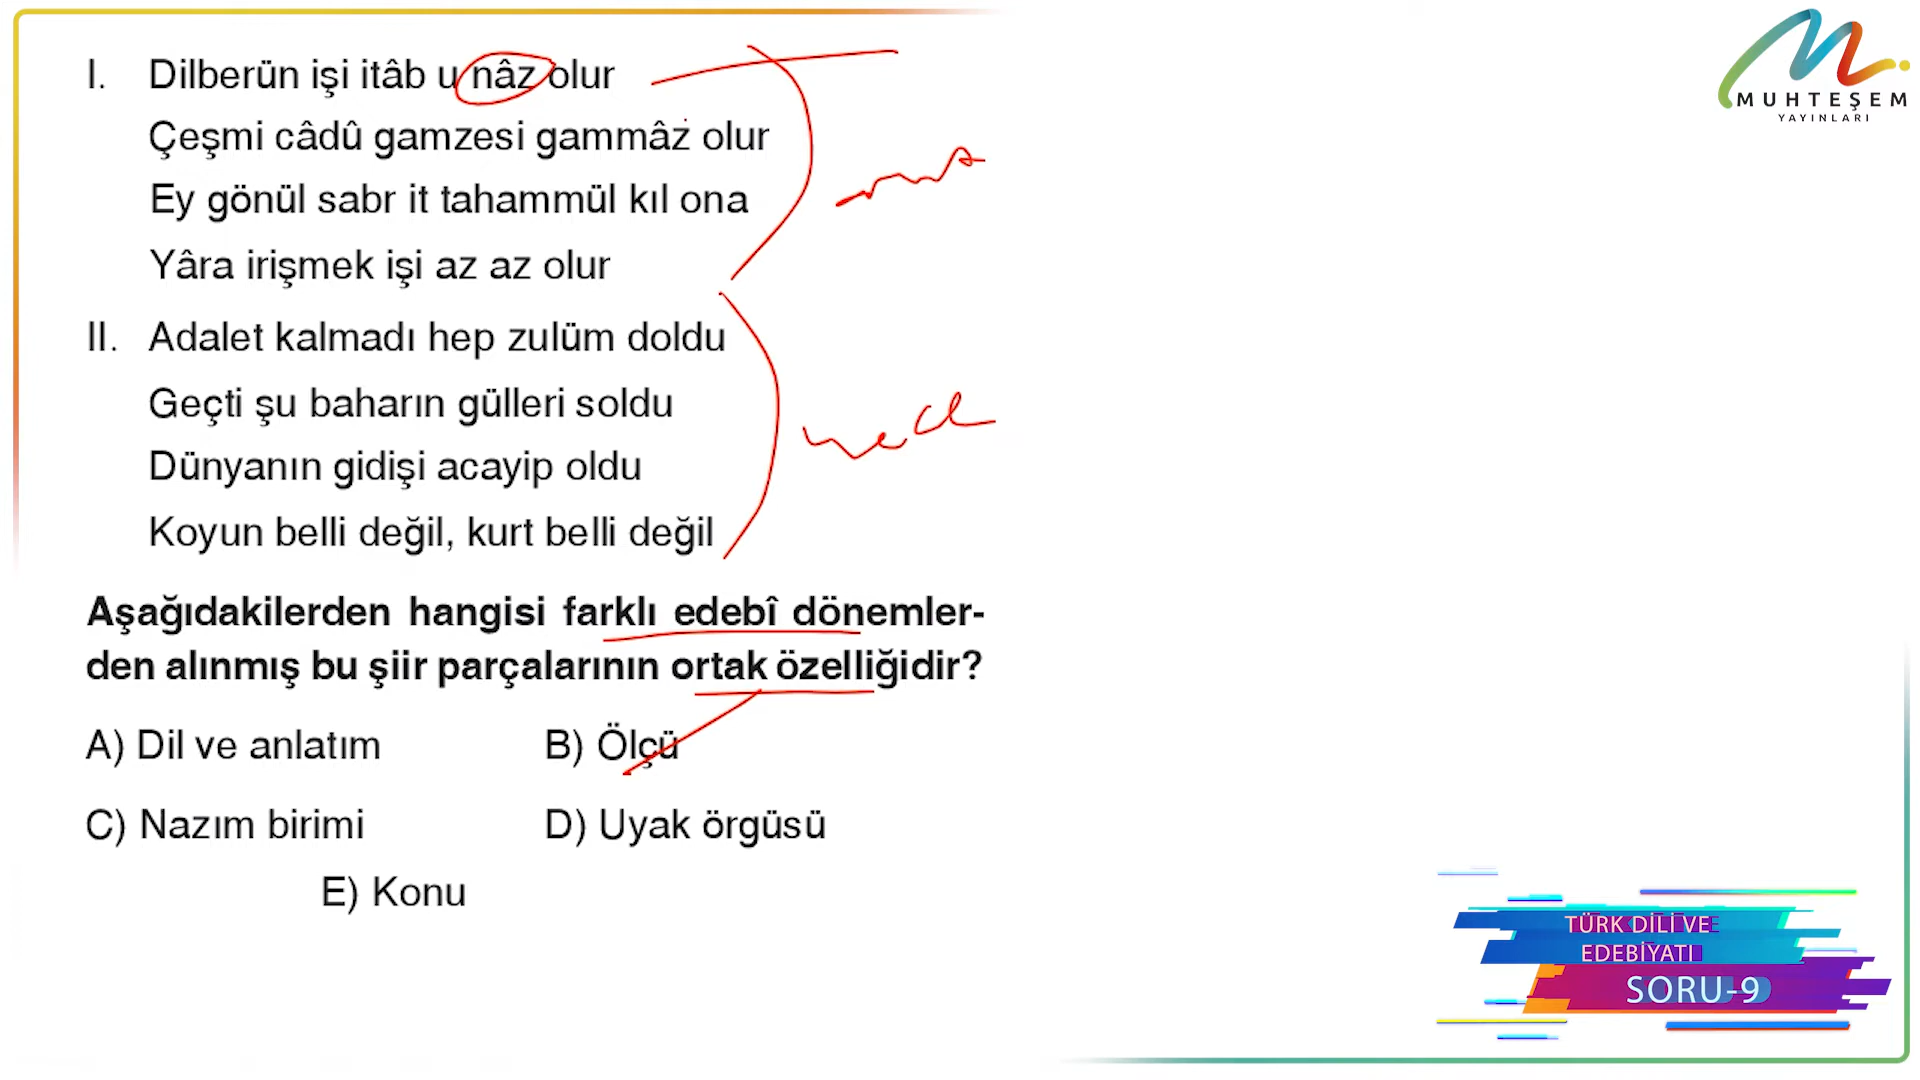 I. Dilberün işi itâb u nâz olur
Çeşmi câdû gamzesi gammâz olur
Ey gönül sabr it tahammül kıl ona
Yâra irişmek işi az az olur
II. Adalet kalmadı hep zulüm doldu
Geçti şu baharın gülleri soldu
Dünyanın gidişi acayip oldu
Koyun belli değil, kurt belli değil
Aşağıdakilerden hangisi farklı edebî dönemler-
den alınmış bu şiir parçalarının ortak özelliğidir?
A) Dil ve anlatım B) Ölçü
C) Nazım birimi D) Uyak örgüsü
E) Konu
MUHTEŞEM
YAYINLARI
TÜRK DİLİ VE
EDEBİYATI
SORU-9